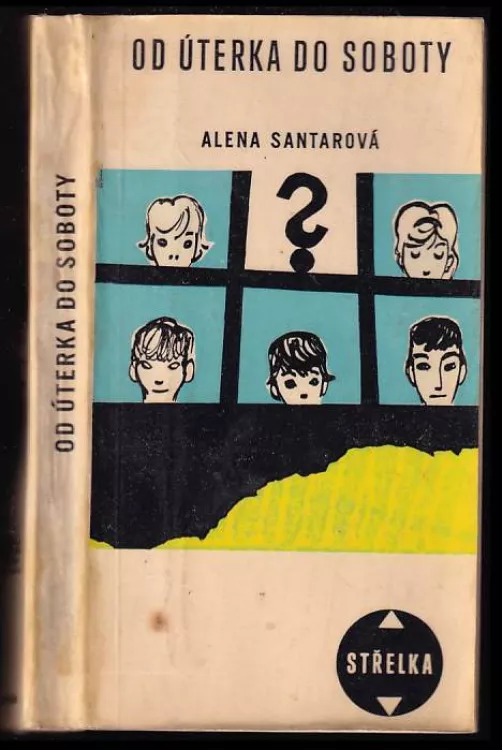 OD ÚTERKA DO SOBOTY
OD ÚTERKA DO SOBOTY
ALENA SANTAROVÁ
?
STŘELKA